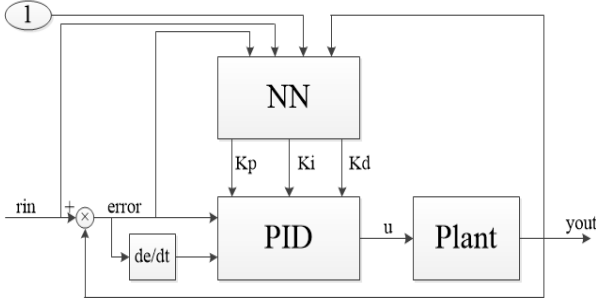 1
NN
Kp Ki Kd
rin + error
×
PID
u
Plant
yout
de/dt